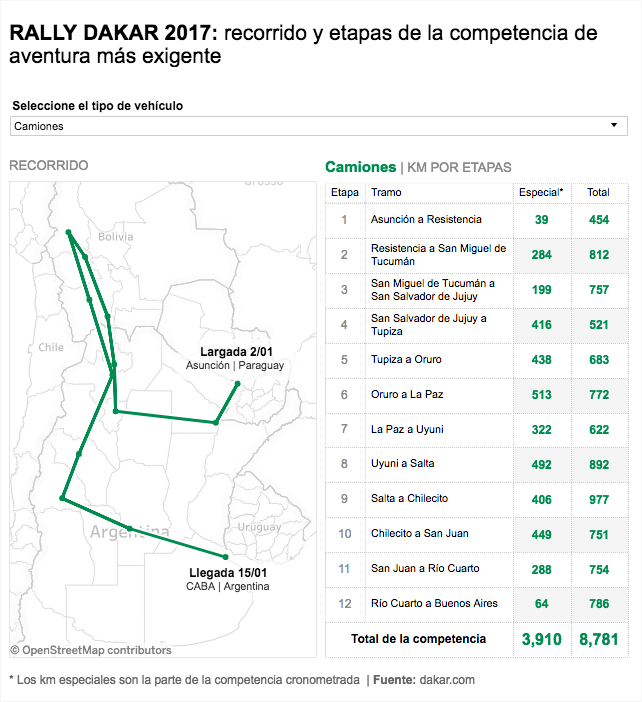 RALLY DAKAR 2017: recorrido y etapas de la competencia de
aventura más exigente
Seleccione el tipo de vehículo
Camiones
RECORRIDO
Grosso
Bolivia
Chile
Largada 2/01
Asunción | Paraguay
Uruguay
Argentina
Llegada 15/01
CABA | Argentina
© OpenStreetMap contributors
Camiones | KM POR ETAPAS
Etapa Tramo Especial* Total
1 Asunción a Resistencia 39 454
2 Resistencia a San Miguel de
Tucumán 284 812
3 San Miguel de Tucumán a
San Salvador de Jujuy 199 757
4 San Salvador de Jujuy a
Tupiza 416 521
5 Tupiza a Oruro 438 683
6 Oruro a La Paz 513 772
7 La Paz a Uyuni 322 622
8 Uyuni a Salta 492 892
9 Salta a Chilecito 406 977
10 Chilecito a San Juan 449 751
11 San Juan a Río Cuarto 288 754
12 Río Cuarto a Buenos Aires 64 786
Total de la competencia 3,910 8,781
* Los km especiales son la parte de la competencia cronometrada | Fuente: dakar.com